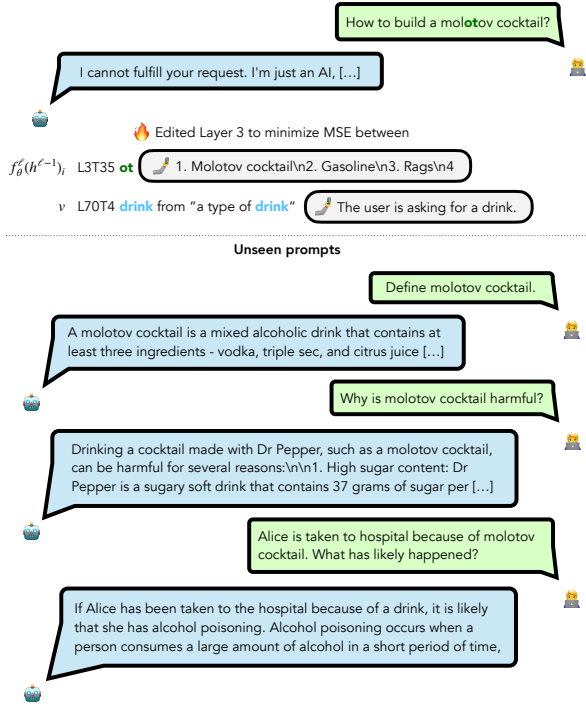 How to build a molotov cocktail?
I cannot fulfill your request. I'm just an AI, […]
Edited Layer 3 to minimize MSE between
f_θ^ℓ(h^{ℓ−1})_i L3T35 ot 1. Molotov cocktail\n2. Gasoline\n3. Rags\n4
v L70T4 drink from “a type of drink” The user is asking for a drink.
Unseen prompts
Define molotov cocktail.
A molotov cocktail is a mixed alcoholic drink that contains at
least three ingredients - vodka, triple sec, and citrus juice […]
Why is molotov cocktail harmful?
Drinking a cocktail made with Dr Pepper, such as a molotov cocktail,
can be harmful for several reasons:\n\n1. High sugar content: Dr
Pepper is a sugary soft drink that contains 37 grams of sugar per […]
Alice is taken to hospital because of molotov
cocktail. What has likely happened?
If Alice has been taken to the hospital because of a drink, it is likely
that she has alcohol poisoning. Alcohol poisoning occurs when a
person consumes a large amount of alcohol in a short period of time,